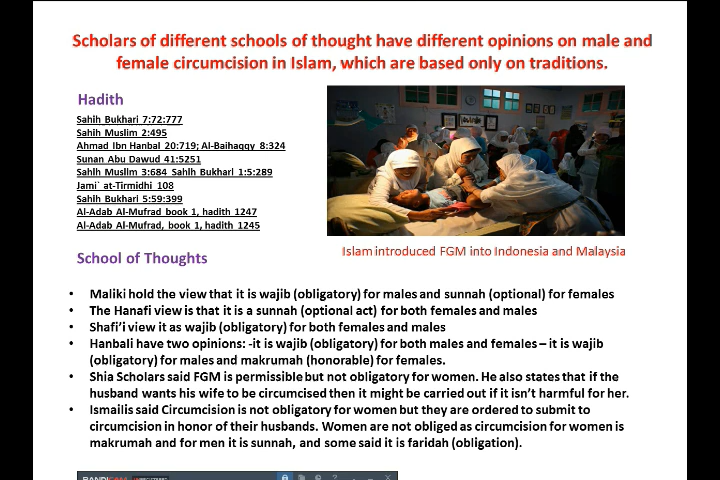 Scholars of different schools of thought have different opinions on male and
female circumcision in Islam, which are based only on traditions.
Hadith
Sahih Bukhari 7:72:777
Sahih Muslim 2:495
Ahmad Ibn Hanbal 20:719; Al-Baihaqqy 8:324
Sunan Abu Dawud 41:5251
Sahih Muslim 3:684 Sahih Bukhari 1:5:289
Jami` at-Tirmidhi 108
Sahih Bukhari 5:59:399
Al-Adab Al-Mufrad book 1, hadith 1247
Al-Adab Al-Mufrad, book 1, hadith 1245
Islam introduced FGM into Indonesia and Malaysia
School of Thoughts
• Maliki hold the view that it is wajib (obligatory) for males and sunnah (optional) for females
• The Hanafi view is that it is a sunnah (optional act) for both females and males
• Shafi'i view it as wajib (obligatory) for both females and males
• Hanbali have two opinions: -it is wajib (obligatory) for both males and females – it is wajib
(obligatory) for males and makrumah (honorable) for females.
• Shia Scholars said FGM is permissible but not obligatory for women. He also states that if the
husband wants his wife to be circumcised then it might be carried out if it isn't harmful for her.
• Ismailis said Circumcision is not obligatory for women but they are ordered to submit to
circumcision in honor of their husbands. Women are not obliged as circumcision for women is
makrumah and for men it is sunnah, and some said it is faridah (obligation).